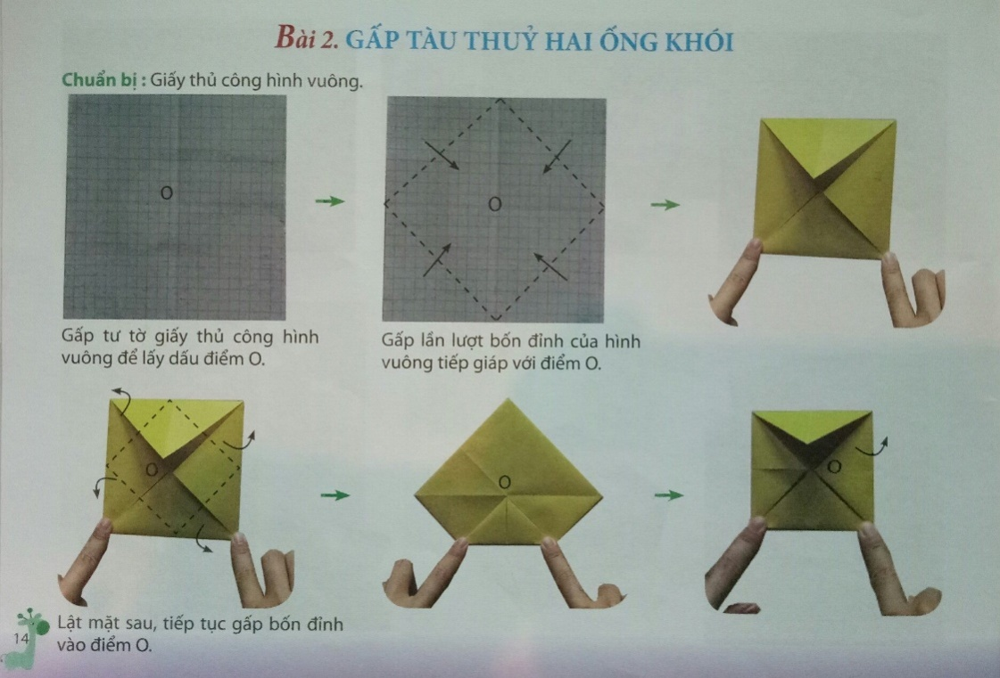 Bài 2. GẤP TÀU THUỶ HAI ỐNG KHÓI
Chuẩn bị : Giấy thủ công hình vuông.
O
O
Gấp tư tờ giấy thủ công hình
vuông để lấy dấu điểm O.
Gấp lần lượt bốn đỉnh của hình
vuông tiếp giáp với điểm O.
O
O
O
Lật mặt sau, tiếp tục gấp bốn đỉnh
vào điểm O.
14